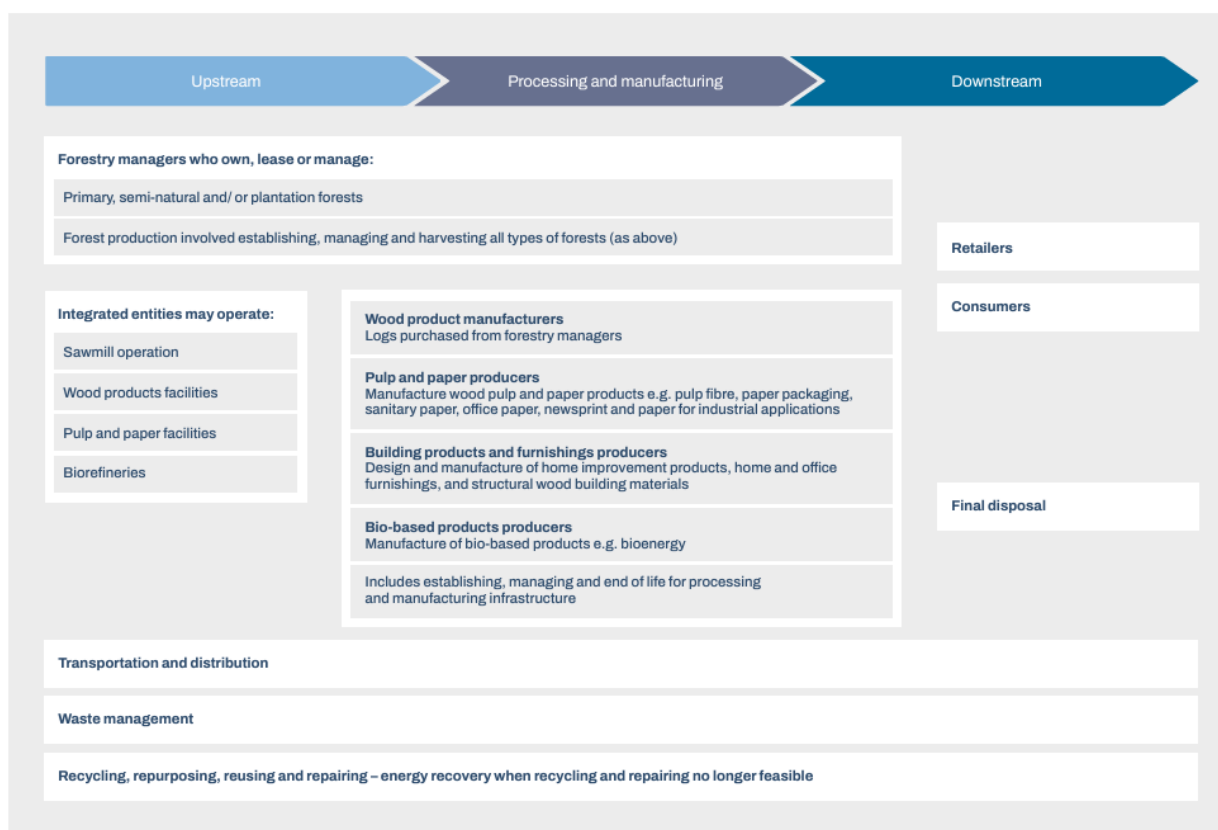 Upstream
Processing and manufacturing
Downstream
Forestry managers who own, lease or manage:
Primary, semi-natural and/ or plantation forests
Forest production involved establishing, managing and harvesting all types of forests (as above)
Integrated entities may operate:
Sawmill operation
Wood products facilities
Pulp and paper facilities
Biorefineries
Wood product manufacturers
Logs purchased from forestry managers
Pulp and paper producers
Manufacture wood pulp and paper products e.g. pulp fibre, paper packaging,
sanitary paper, office paper, newsprint and paper for industrial applications
Building products and furnishings producers
Design and manufacture of home improvement products, home and office
furnishings, and structural wood building materials
Bio-based products producers
Manufacture of bio-based products e.g. bioenergy
Includes establishing, managing and end of life for processing
and manufacturing infrastructure
Retailers
Consumers
Final disposal
Transportation and distribution
Waste management
Recycling, repurposing, reusing and repairing – energy recovery when recycling and repairing no longer feasible